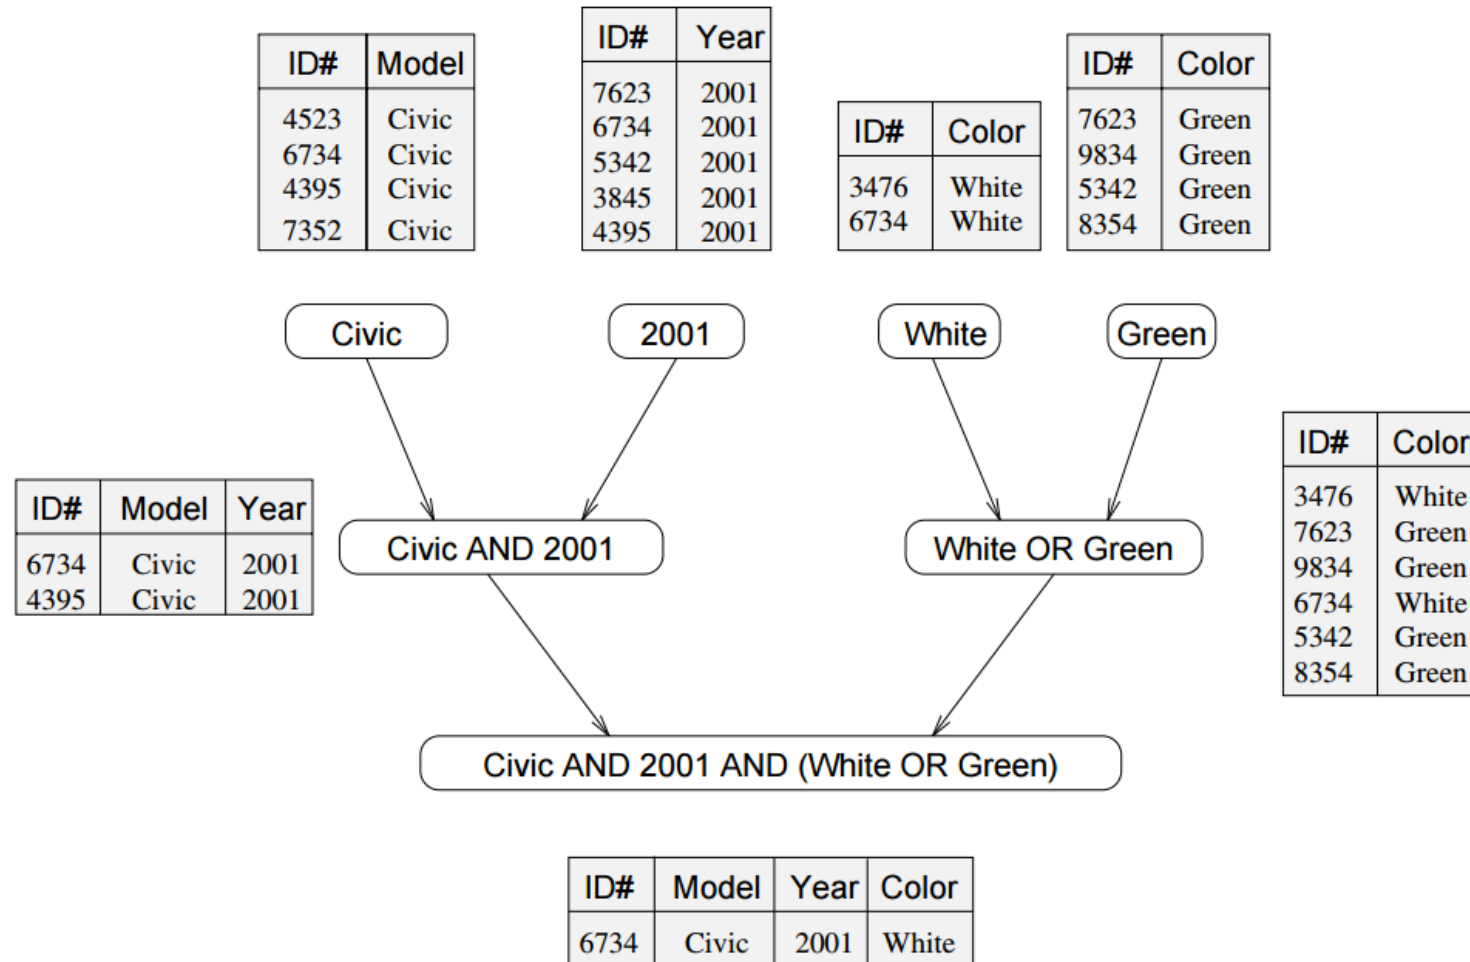 ID# Model
4523 Civic
6734 Civic
4395 Civic
7352 Civic
ID# Year
7623 2001
6734 2001
5342 2001
3845 2001
4395 2001
ID# Color
3476 White
6734 White
ID# Color
7623 Green
9834 Green
5342 Green
8354 Green
Civic
2001
White
Green
ID# Model Year
6734 Civic 2001
4395 Civic 2001
Civic AND 2001
White OR Green
ID# Color
3476 White
7623 Green
9834 Green
6734 White
5342 Green
8354 Green
Civic AND 2001 AND (White OR Green)
ID# Model Year Color
6734 Civic 2001 White